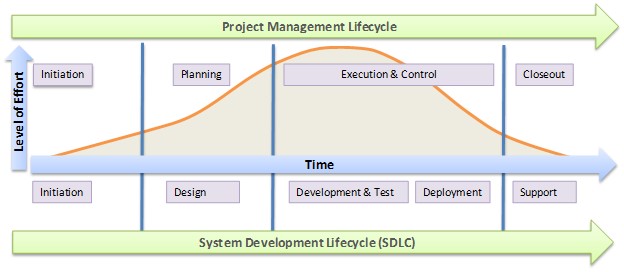 Project Management Lifecycle
Level of Effort
Initiation
Planning
Execution & Control
Closeout
Time
Initiation
Design
Development & Test
Deployment
Support
System Development Lifecycle (SDLC)